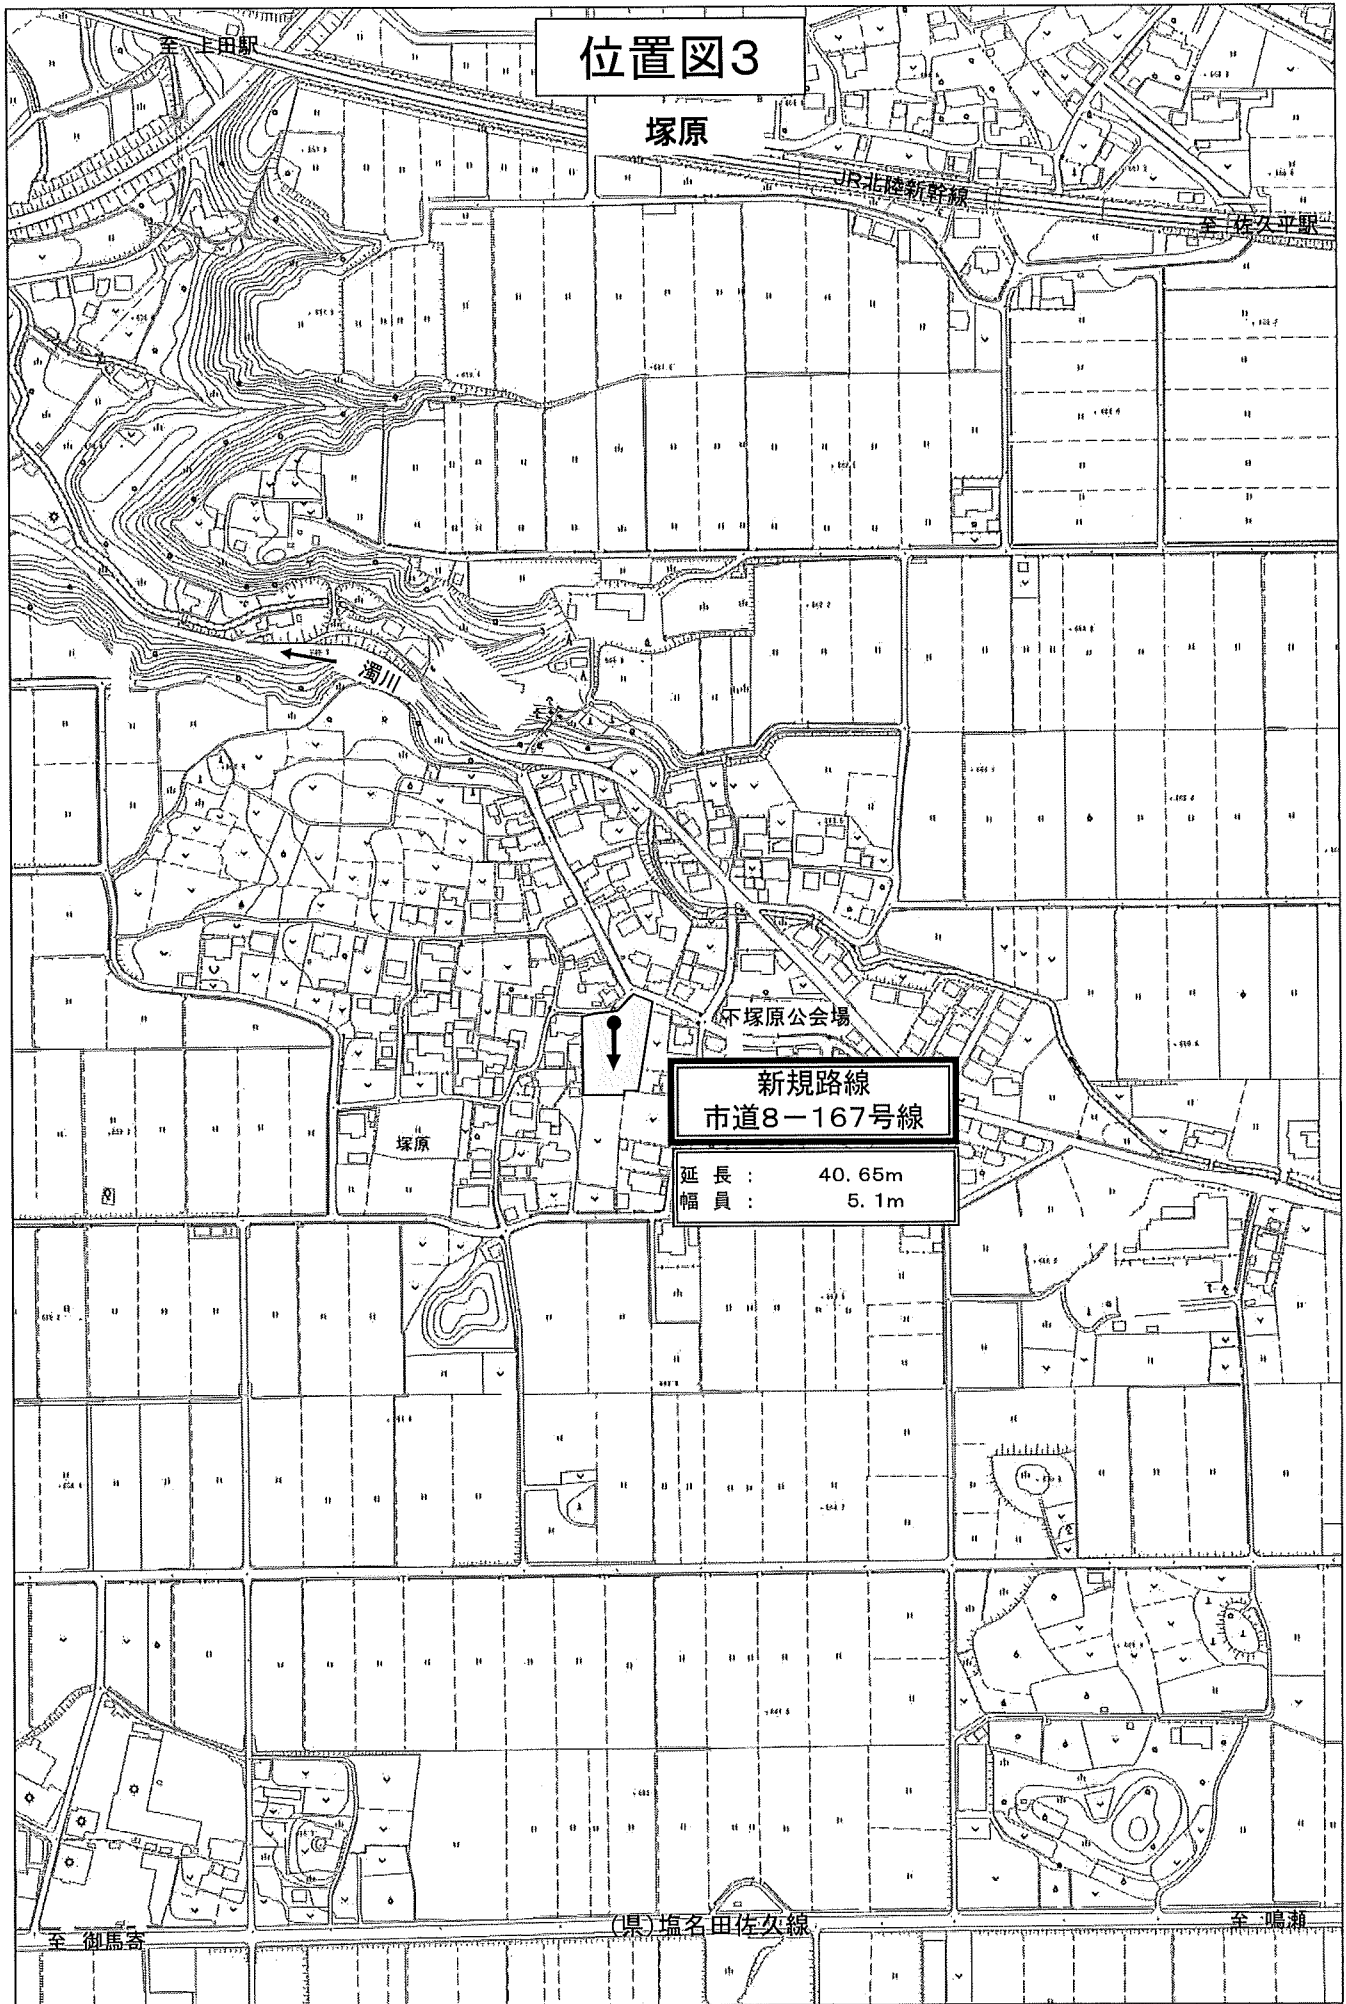 位置図3
塚原
至 上田駅
JR北陸新幹線
至 佐久平駅
濁川
下塚原公会場
新規路線
市道8－167号線
延長： 40.65m
幅員： 5.1m
塚原
(県)塩名田佐久線
至 御馬寄
至 鳴瀬